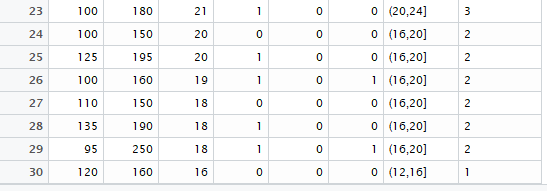 23 100 180 21 1 0 0 (20,24] 3
24 100 150 20 0 0 0 (16,20] 2
25 125 195 20 1 0 0 (16,20] 2
26 100 160 19 1 0 1 (16,20] 2
27 110 150 18 0 0 0 (16,20] 2
28 135 190 18 1 0 0 (16,20] 2
29 95 250 18 1 0 1 (16,20] 2
30 120 160 16 0 0 0 (12,16] 1